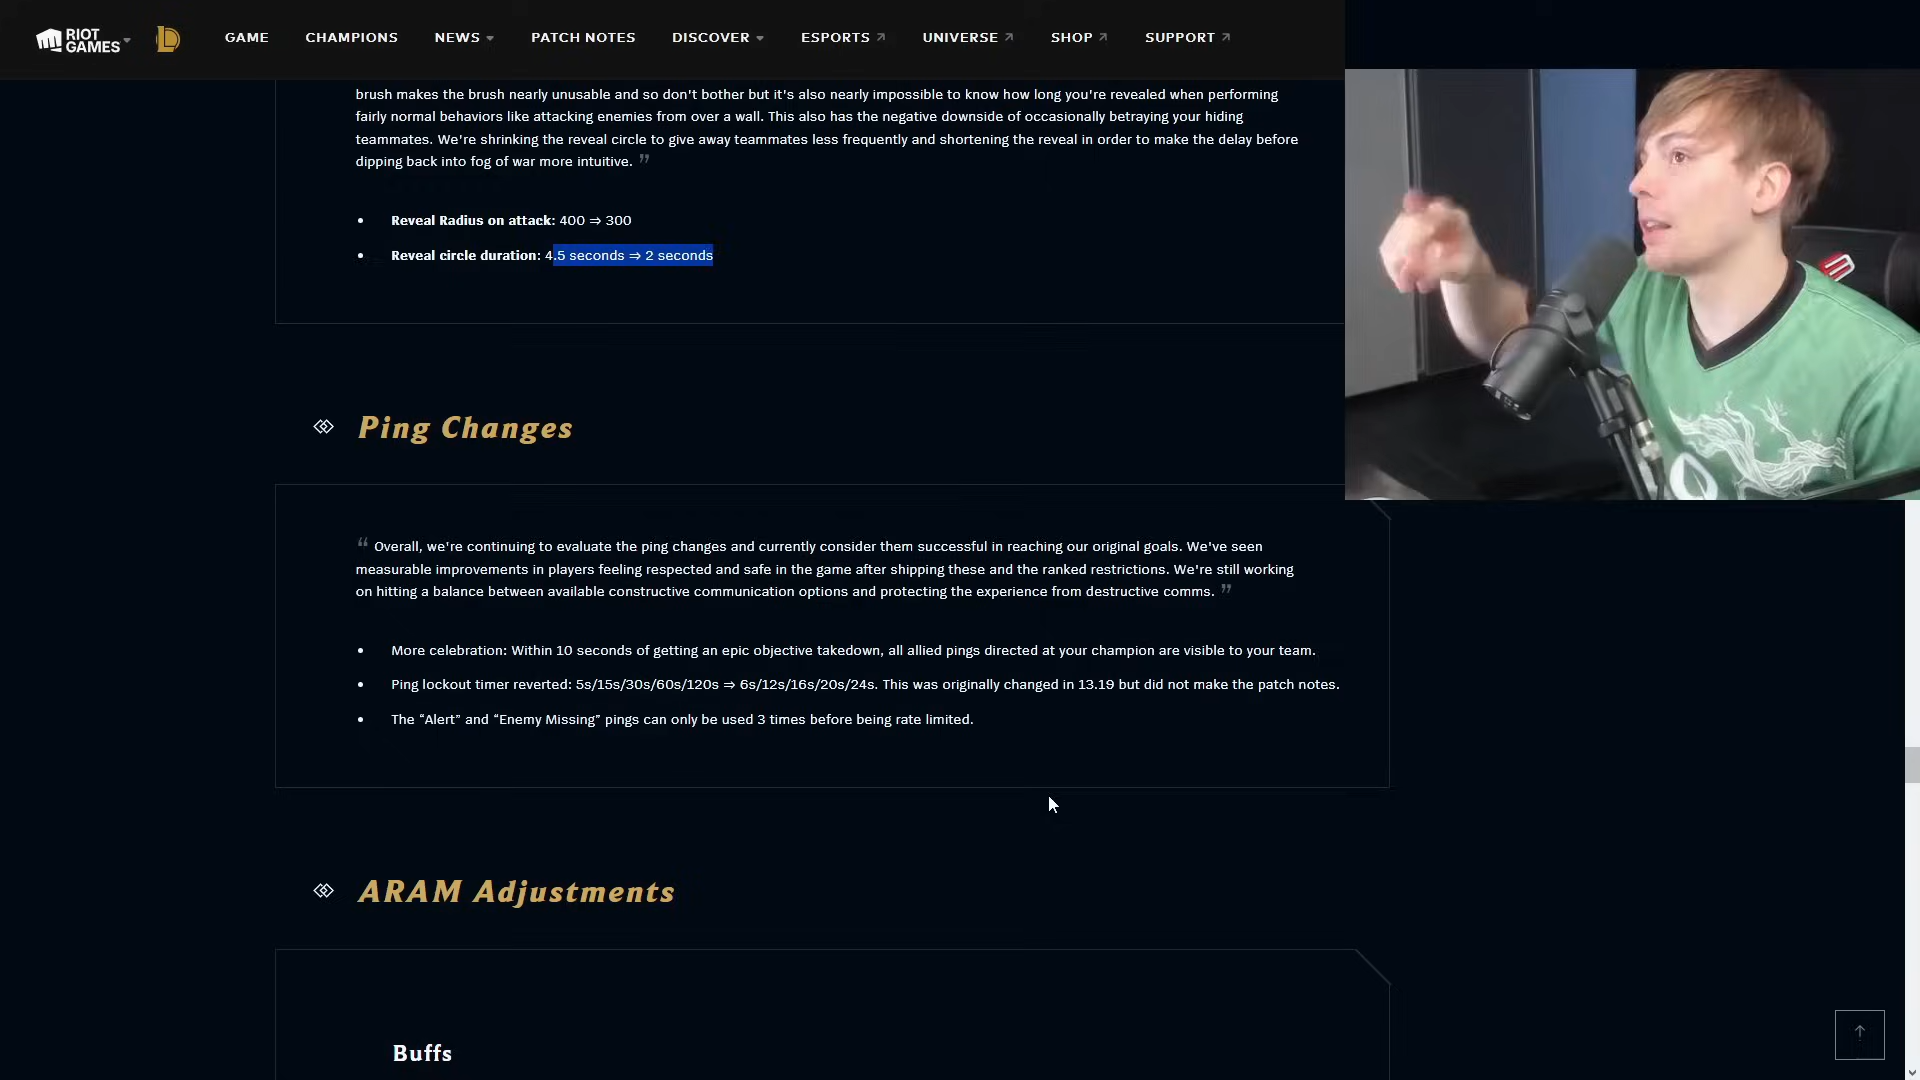 RIOT GAMES
GAME CHAMPIONS NEWS PATCH NOTES DISCOVER ESPORTS UNIVERSE SHOP SUPPORT
brush makes the brush nearly unusable and so don't bother but it's also nearly impossible to know how long you're revealed when performing
fairly normal behaviors like attacking enemies from over a wall. This also has the negative downside of occasionally betraying your hiding
teammates. We're shrinking the reveal circle to give away teammates less frequently and shortening the reveal in order to make the delay before
dipping back into fog of war more intuitive. ”
• Reveal Radius on attack: 400 ⇒ 300
• Reveal circle duration: 4.5 seconds ⇒ 2 seconds
Ping Changes
“ Overall, we're continuing to evaluate the ping changes and currently consider them successful in reaching our original goals. We've seen
measurable improvements in players feeling respected and safe in the game after shipping these and the ranked restrictions. We're still working
on hitting a balance between available constructive communication options and protecting the experience from destructive comms. ”
• More celebration: Within 10 seconds of getting an epic objective takedown, all allied pings directed at your champion are visible to your team.
• Ping lockout timer reverted: 5s/15s/30s/60s/120s ⇒ 6s/12s/16s/20s/24s. This was originally changed in 13.19 but did not make the patch notes.
• The “Alert” and “Enemy Missing” pings can only be used 3 times before being rate limited.
ARAM Adjustments
Buffs